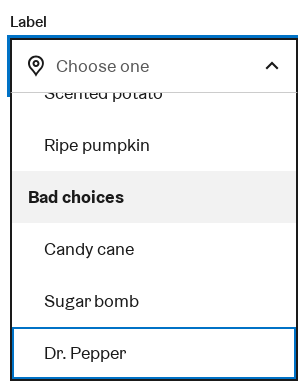 Label
Choose one
Scented potato
Ripe pumpkin
Bad choices
Candy cane
Sugar bomb
Dr. Pepper